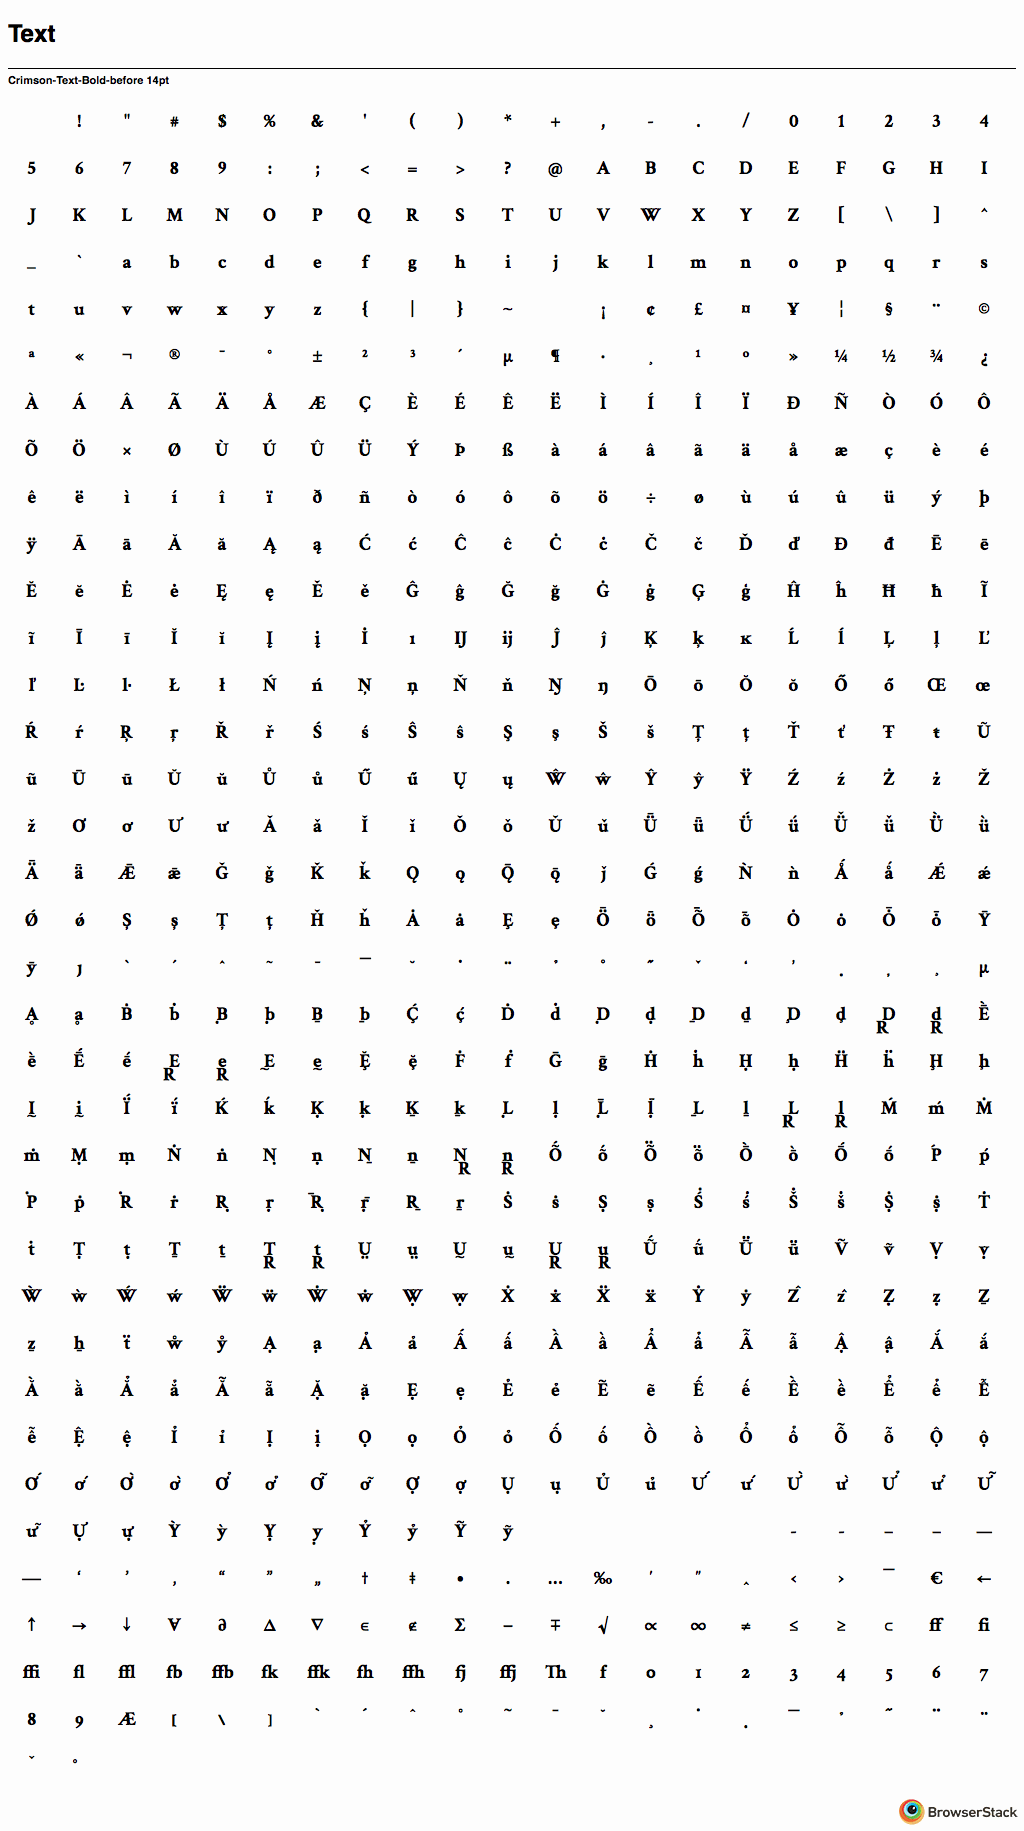 Text
Crimson-Text-Bold-before 14pt
! " # $ % & ' ( ) * + , - . / 0 1 2 3 4
5 6 7 8 9 : ; < = > ? @ A B C D E F G H I
J K L M N O P Q R S T U V W X Y Z [ \ ] ^
_ ` a b c d e f g h i j k l m n o p q r s
t u v w x y z { | } ~ ¡ ¢ £ ¤ ¥ ¦ § ¨ ©
ª « ¬ ® ¯ ° ± ² ³ ´ µ ¶ · ¸ ¹ º » ¼ ½ ¾ ¿
À Á Â Ã Ä Å Æ Ç È É Ê Ë Ì Í Î Ï Ð Ñ Ò Ó Ô
Õ Ö × Ø Ù Ú Û Ü Ý Þ ß à á â ã ä å æ ç è é
ê ë ì í î ï ð ñ ò ó ô õ ö ÷ ø ù ú û ü ý þ
ÿ Ā ā Ă ă Ą ą Ć ć Ĉ ĉ Ċ ċ Č č Ď ď Đ đ Ē ē
Ĕ ĕ Ė ė Ę ę Ě ě Ĝ ĝ Ğ ğ Ġ ġ Ģ ģ Ĥ ĥ Ħ ħ Ĩ
ĩ Ī ī Ĭ ĭ Į į İ ı Ĳ ĳ Ĵ ĵ Ķ ķ ĸ Ĺ ĺ Ļ ļ Ľ
ľ Ŀ ŀ Ł ł Ń ń Ņ ņ Ň ň Ŋ ŋ Ō ō Ŏ ŏ Ő ő Œ œ
Ŕ ŕ Ŗ ŗ Ř ř Ś ś Ŝ ŝ Ş ş Š š Ţ ţ Ť ť Ŧ ŧ Ũ
ũ Ū ū Ŭ ŭ Ů ů Ű ű Ų ų Ŵ ŵ Ŷ ŷ Ÿ Ź ź Ż ż Ž
ž Ơ ơ Ư ư Ǎ ǎ Ǐ ǐ Ǒ ǒ Ǔ ǔ Ǖ ǖ Ǘ ǘ Ǚ ǚ Ǜ ǜ
Ǟ ǟ Ǣ ǣ Ǧ ǧ Ǩ ǩ Ǫ ǫ Ǭ ǭ ǰ Ǵ ǵ Ǹ ǹ Ǻ ǻ Ǽ ǽ
Ǿ ǿ Ș ș Ț ț Ȟ ȟ Ȧ ȧ Ȩ ȩ Ȫ ȫ Ȭ ȭ Ȯ ȯ Ȱ ȱ Ȳ
ȳ ȷ ˋ ˊ ˆ ˜ ˉ ¯ ˘ ˙ ¨ ˚ ˝ ˇ μ
Ḁ ḁ Ḃ ḃ Ḅ ḅ Ḇ ḇ Ḉ ḉ Ḋ ḋ Ḍ ḍ Ḏ ḏ Ḑ ḑ Ḓ ḓ Ḕ
R R
ḕ Ḗ ḗ Ḙ ḙ Ḛ ḛ Ḝ ḝ Ḟ ḟ Ḡ ḡ Ḣ ḣ Ḥ ḥ Ḧ ḧ Ḩ ḩ
R R
Ḭ ḭ Ḯ ḯ Ḱ ḱ Ḳ ḳ Ḵ ḵ Ḷ ḷ Ḹ ḹ Ḻ ḻ Ḽ ḽ Ḿ ḿ Ṁ
R R
ṁ Ṃ ṃ Ṅ ṅ Ṇ ṇ Ṉ ṉ Ṋ ṋ Ṍ ṍ Ṏ ṏ Ṑ ṑ Ṓ ṓ Ṕ ṕ
R R
Ṗ ṗ Ṙ ṙ Ṛ ṛ Ṝ ṝ Ṟ ṟ Ṡ ṡ Ṣ ṣ Ṥ ṥ Ṧ ṧ Ṩ ṩ Ṫ
ṫ Ṭ ṭ Ṯ ṯ Ṱ ṱ Ṳ ṳ Ṵ ṵ Ṷ ṷ Ṹ ṹ Ṻ ṻ Ṽ ṽ Ṿ ṿ
R R R R
Ẁ ẁ Ẃ ẃ Ẅ ẅ Ẇ ẇ Ẉ ẉ Ẋ ẋ Ẍ ẍ Ẏ ẏ Ẑ ẑ Ẓ ẓ Ẕ
ẕ ẖ ẗ ẘ ẙ Ạ ạ Ả ả Ấ ấ Ầ ầ Ẩ ẩ Ẫ ẫ Ậ ậ Ắ ắ
Ằ ằ Ẳ ẳ Ẵ ẵ Ặ ặ Ẹ ẹ Ẻ ẻ Ẽ ẽ Ế ế Ề ề Ể ể Ễ
ễ Ệ ệ Ỉ ỉ Ị ị Ọ ọ Ỏ ỏ Ố ố Ồ ồ Ổ ổ Ỗ ỗ Ộ ộ
Ớ ớ Ờ ờ Ở ở Ỡ ỡ Ợ ợ Ụ ụ Ủ ủ Ứ ứ Ừ ừ Ử ử Ữ
ữ Ự ự Ỳ ỳ Ỵ ỵ Ỷ ỷ Ỹ ỹ ‐ ‑ ‒ – —
― ‘ ’ ‚ “ ” „ † ‡ • . … ‰ ′ ″ ‸ ‹ › ‾ € ←
↑ → ↓ ∀ ∂ ∆ ∇ ∈ ∉ ∑ − ∓ √ ∝ ∞ ≠ ≤ ≥ ⊂ ff fi
ffi fl ffl fb ffb fk ffk fh ffh fj ffj Th f 0 1 2 3 4 5 6 7
8 9 Æ [ \ ] ` ´ ˆ ˚ ˜ ¯ ˘ ¸ ˙ . ¯ ˝ ¨ ¨
ˇ ˚
BrowserStack